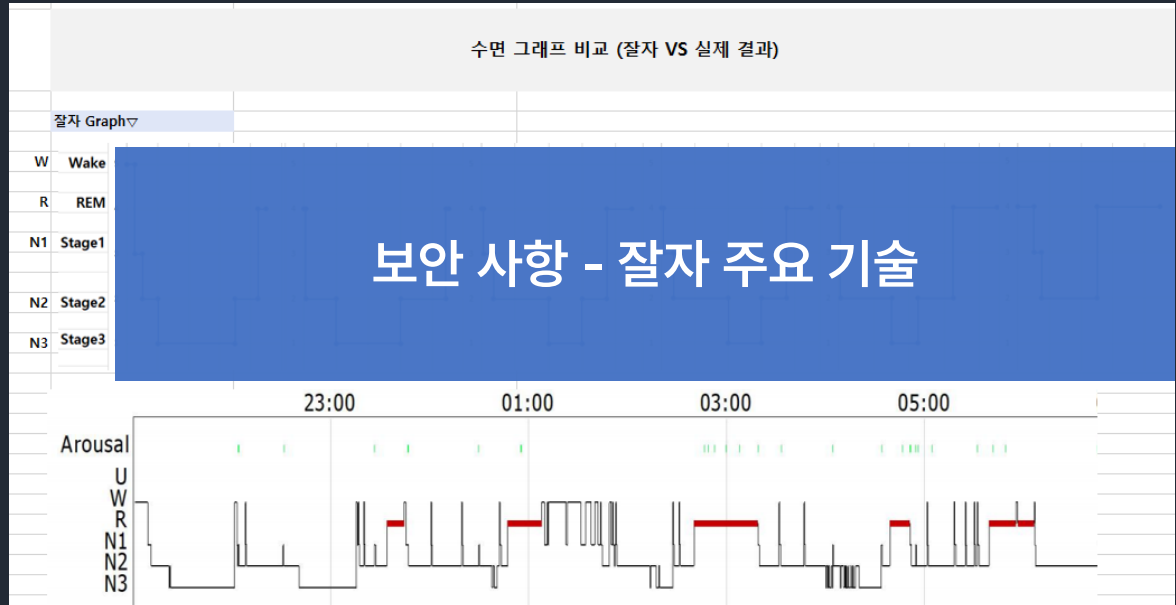 수면 그래프 비교 (잘자 VS 실제 결과)
잘자 Graph▽
W Wake
R REM
N1 Stage1
N2 Stage2
N3 Stage3
보안 사항 - 잘자 주요 기술
23:00 01:00 03:00 05:00
Arousal
U
W
R
N1
N2
N3